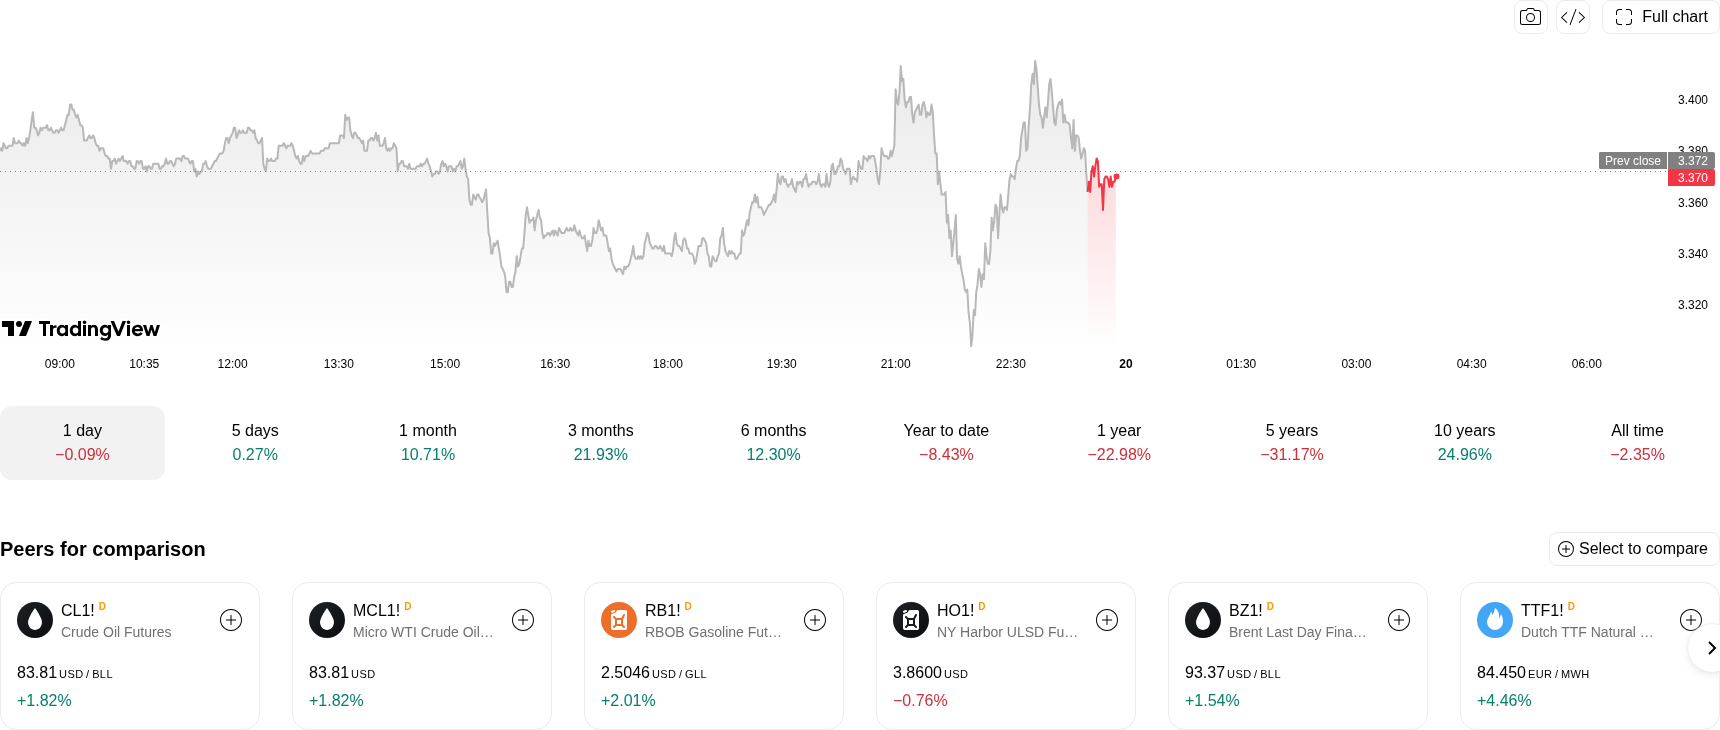 Full chart
3.400
3.380
Prev close 3.372
3.370
3.360
3.340
3.320
TradingView
09:00 10:35 12:00 13:30 15:00 16:30 18:00 19:30 21:00 22:30 20 01:30 03:00 04:30 06:00
1 day 5 days 1 month 3 months 6 months Year to date 1 year 5 years 10 years All time
−0.09% 0.27% 10.71% 21.93% 12.30% −8.43% −22.98% −31.17% 24.96% −2.35%
Peers for comparison
Select to compare
CL1! D
Crude Oil Futures
83.81 USD / BLL
+1.82%
MCL1! D
Micro WTI Crude Oil…
83.81 USD
+1.82%
RB1! D
RBOB Gasoline Fut…
2.5046 USD / GLL
+2.01%
HO1! D
NY Harbor ULSD Fu…
3.8600 USD
−0.76%
BZ1! D
Brent Last Day Fina…
93.37 USD / BLL
+1.54%
TTF1! D
Dutch TTF Natural …
84.450 EUR / MWH
+4.46%